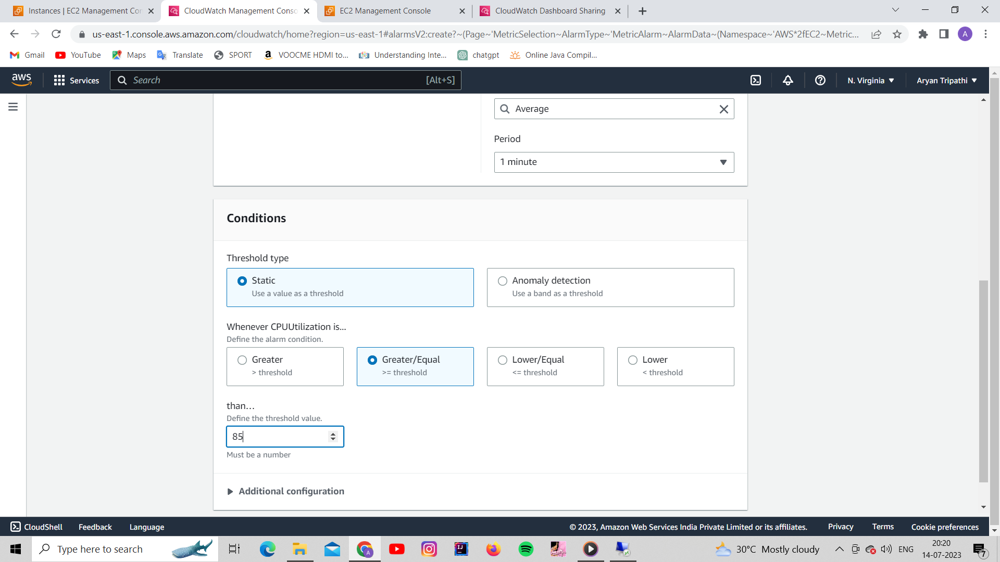 Instances | EC2 Management Con
CloudWatch Management Conso
EC2 Management Console
CloudWatch Dashboard Sharing
us-east-1.console.aws.amazon.com/cloudwatch/home?region=us-east-1#alarmsV2:create?~(Page~'MetricSelection~AlarmType~'MetricAlarm~AlarmData~(Namespace~'AWS*2fEC2~Metric...
A
Gmail
YouTube
Maps
Translate
SPORT
VOOCME HDMI to...
Understanding Inte...
chatgpt
Online Java Compil...
aws
Services
Search
[Alt+S]
N. Virginia
Aryan Tripathi
Average
Period
1 minute
Conditions
Threshold type
Static
Use a value as a threshold
Anomaly detection
Use a band as a threshold
Whenever CPUUtilization is...
Define the alarm condition.
Greater
> threshold
Greater/Equal
>= threshold
Lower/Equal
<= threshold
Lower
< threshold
than...
Define the threshold value.
85
Must be a number
Additional configuration
CloudShell
Feedback
Language
© 2023, Amazon Web Services India Private Limited or its affiliates.
Privacy
Terms
Cookie preferences
Type here to search
30°C Mostly cloudy
ENG
20:20
14-07-2023
7